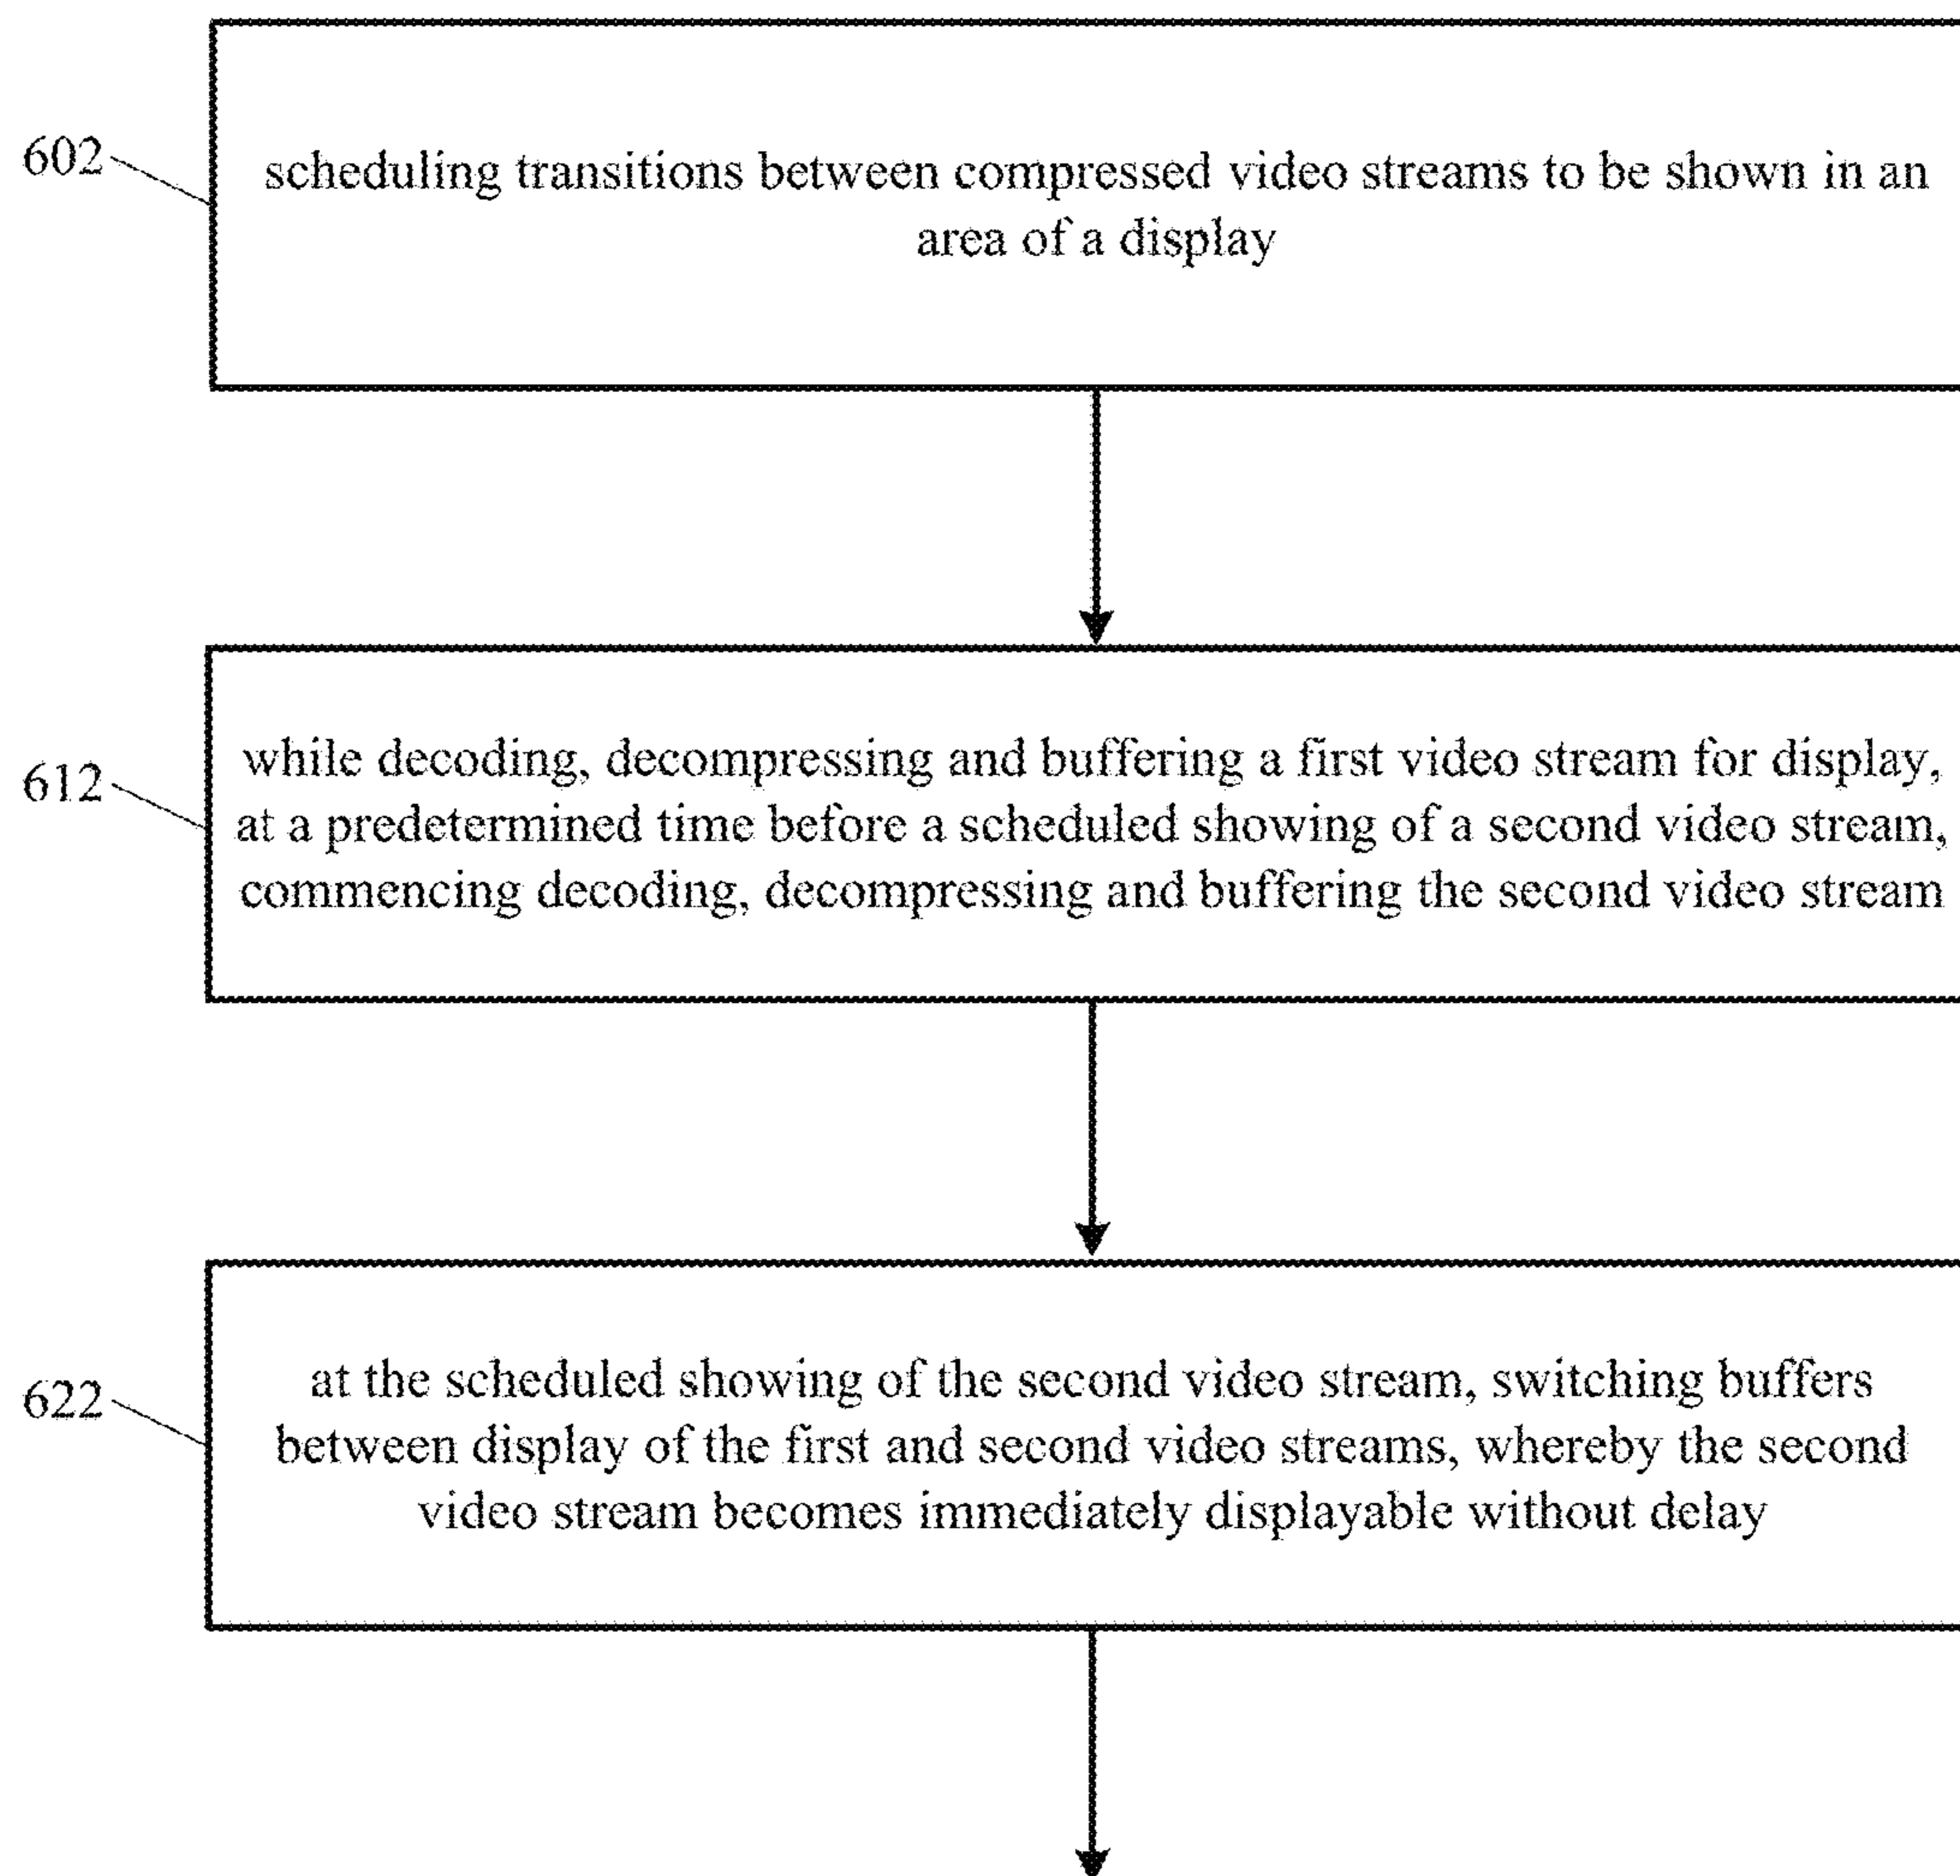 602
scheduling transitions between compressed video streams to be shown in an
area of a display
612
while decoding, decompressing and buffering a first video stream for display,
at a predetermined time before a scheduled showing of a second video stream,
commencing decoding, decompressing and buffering the second video stream
622
at the scheduled showing of the second video stream, switching buffers
between display of the first and second video streams, whereby the second
video stream becomes immediately displayable without delay